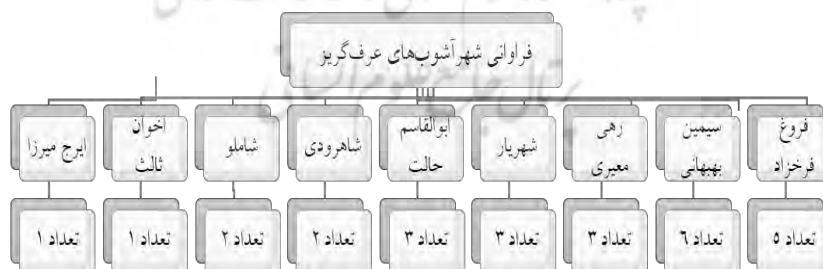 فراوانی شهرآشوب‌های عرف‌گریز
فروغ فرخزاد
سیمین بهبهانی
رهی معیری
شهریار
ابوالقاسم حالت
شاهرودی
شاملو
اخوان ثالث
ایرج میرزا
تعداد ۵
تعداد ۶
تعداد ۳
تعداد ۳
تعداد ۳
تعداد ۲
تعداد ۲
تعداد ۱
تعداد ۱